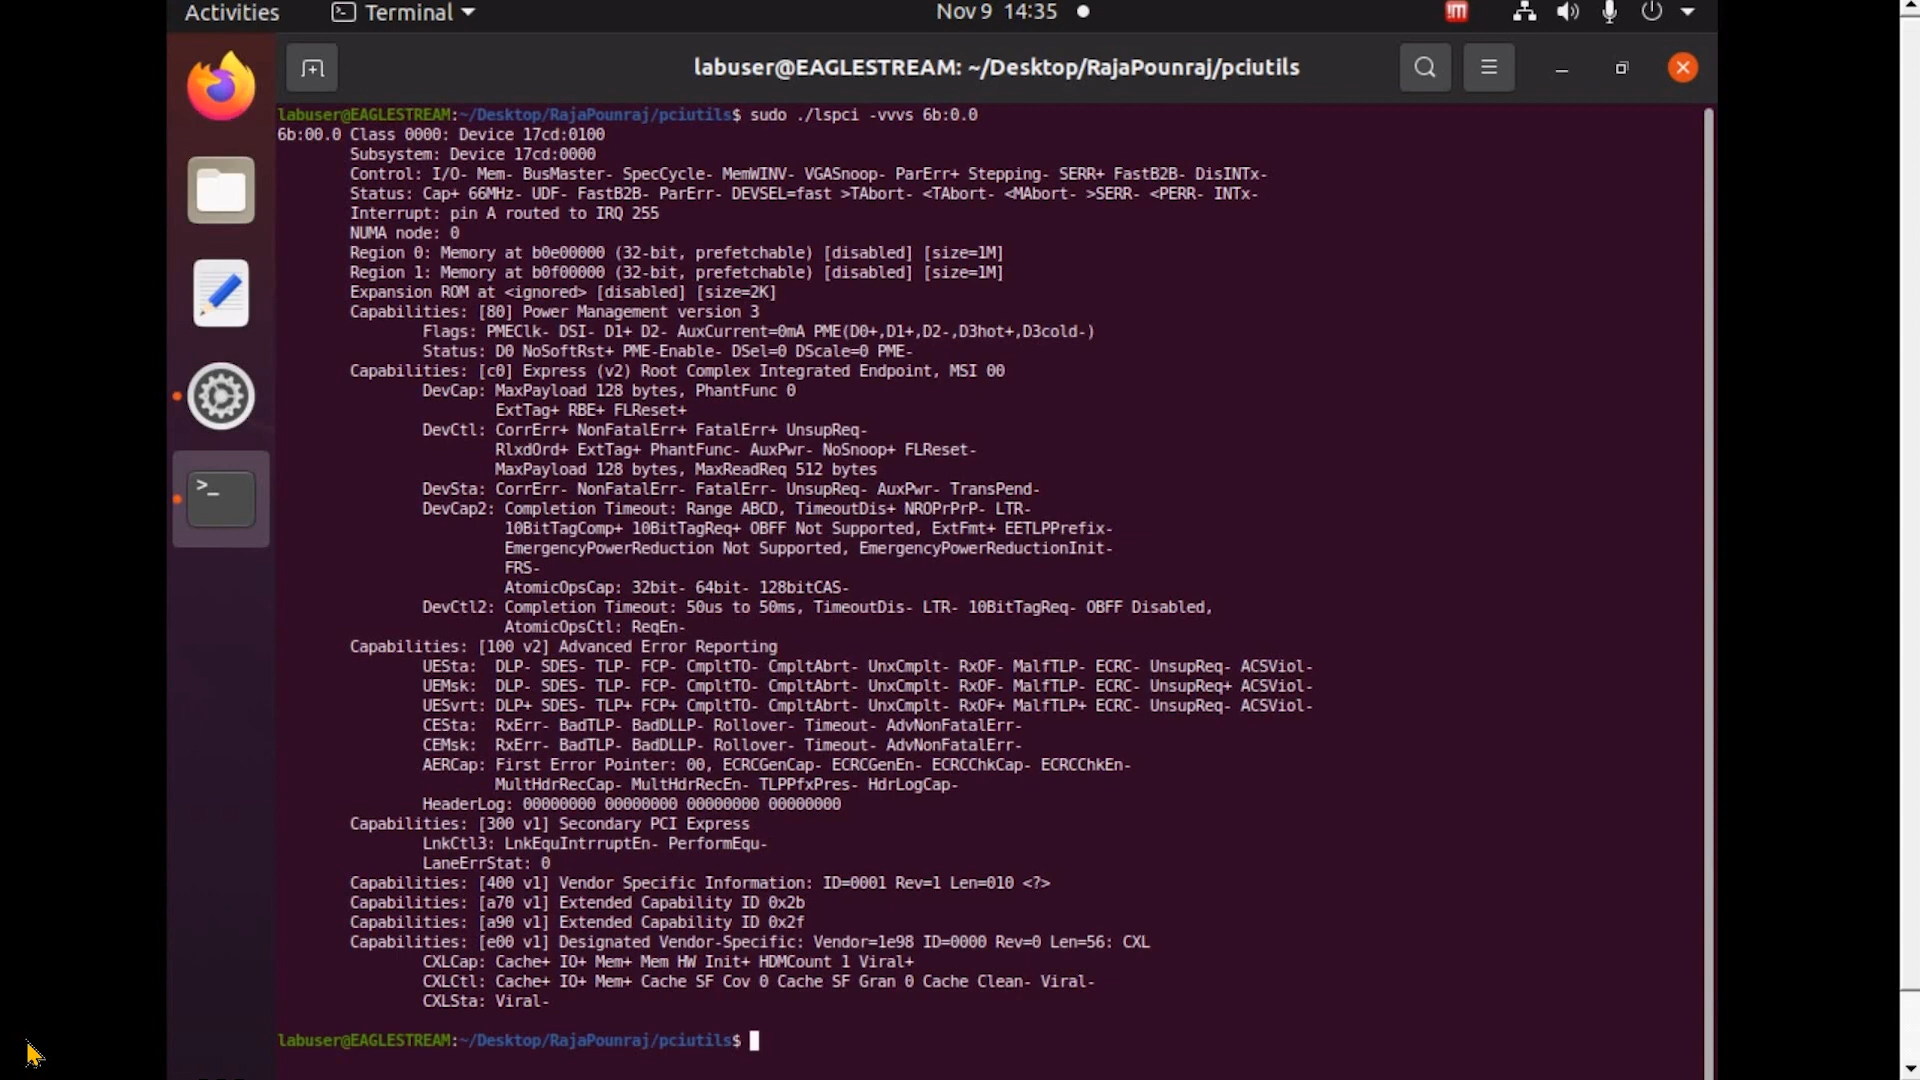 Activities
Terminal
Nov 9 14:35
labuser@EAGLESTREAM: ~/Desktop/RajaPounraj/pciutils
labuser@EAGLESTREAM:~/Desktop/RajaPounraj/pciutils$ sudo ./lspci -vvvs 6b:0.0
6b:00.0 Class 0000: Device 17cd:0100
Subsystem: Device 17cd:0000
Control: I/O- Mem- BusMaster- SpecCycle- MemWINV- VGASnoop- ParErr+ Stepping- SERR+ FastB2B- DisINTx-
Status: Cap+ 66MHz- UDF- FastB2B- ParErr- DEVSEL=fast >TAbort- <TAbort- <MAbort- >SERR- <PERR- INTx-
Interrupt: pin A routed to IRQ 255
NUMA node: 0
Region 0: Memory at b0e00000 (32-bit, prefetchable) [disabled] [size=1M]
Region 1: Memory at b0f00000 (32-bit, prefetchable) [disabled] [size=1M]
Expansion ROM at <ignored> [disabled] [size=2K]
Capabilities: [80] Power Management version 3
Flags: PMEClk- DSI- D1+ D2- AuxCurrent=0mA PME(D0+,D1+,D2-,D3hot+,D3cold-)
Status: D0 NoSoftRst+ PME-Enable- DSel=0 DScale=0 PME-
Capabilities: [c0] Express (v2) Root Complex Integrated Endpoint, MSI 00
DevCap: MaxPayload 128 bytes, PhantFunc 0
ExtTag+ RBE+ FLReset+
DevCtl: CorrErr+ NonFatalErr+ FatalErr+ UnsupReq-
RlxdOrd+ ExtTag+ PhantFunc- AuxPwr- NoSnoop+ FLReset-
MaxPayload 128 bytes, MaxReadReq 512 bytes
DevSta: CorrErr- NonFatalErr- FatalErr- UnsupReq- AuxPwr- TransPend-
DevCap2: Completion Timeout: Range ABCD, TimeoutDis+ NROPrPrP- LTR-
10BitTagComp+ 10BitTagReq+ OBFF Not Supported, ExtFmt+ EETLPPrefix-
EmergencyPowerReduction Not Supported, EmergencyPowerReductionInit-
FRS-
AtomicOpsCap: 32bit- 64bit- 128bitCAS-
DevCtl2: Completion Timeout: 50us to 50ms, TimeoutDis- LTR- 10BitTagReq- OBFF Disabled,
AtomicOpsCtl: ReqEn-
Capabilities: [100 v2] Advanced Error Reporting
UESta: DLP- SDES- TLP- FCP- CmpltTO- CmpltAbrt- UnxCmplt- RxOF- MalfTLP- ECRC- UnsupReq- ACSViol-
UEMsk: DLP- SDES- TLP- FCP- CmpltTO- CmpltAbrt- UnxCmplt- RxOF- MalfTLP- ECRC- UnsupReq+ ACSViol-
UESvrt: DLP+ SDES- TLP+ FCP+ CmpltTO- CmpltAbrt- UnxCmplt- RxOF+ MalfTLP+ ECRC- UnsupReq- ACSViol-
CESta: RxErr- BadTLP- BadDLLP- Rollover- Timeout- AdvNonFatalErr-
CEMsk: RxErr- BadTLP- BadDLLP- Rollover- Timeout- AdvNonFatalErr-
AERCap: First Error Pointer: 00, ECRCGenCap- ECRCGenEn- ECRCChkCap- ECRCChkEn-
MultHdrRecCap- MultHdrRecEn- TLPPfxPres- HdrLogCap-
HeaderLog: 00000000 00000000 00000000 00000000
Capabilities: [300 v1] Secondary PCI Express
LnkCtl3: LnkEquIntrruptEn- PerformEqu-
LaneErrStat: 0
Capabilities: [400 v1] Vendor Specific Information: ID=0001 Rev=1 Len=010 <?>
Capabilities: [a70 v1] Extended Capability ID 0x2b
Capabilities: [a90 v1] Extended Capability ID 0x2f
Capabilities: [e00 v1] Designated Vendor-Specific: Vendor=1e98 ID=0000 Rev=0 Len=56: CXL
CXLCap: Cache+ IO+ Mem+ Mem HW Init+ HDMCount 1 Viral+
CXLCtl: Cache+ IO+ Mem+ Cache SF Cov 0 Cache SF Gran 0 Cache Clean- Viral-
CXLSta: Viral-
labuser@EAGLESTREAM:~/Desktop/RajaPounraj/pciutils$